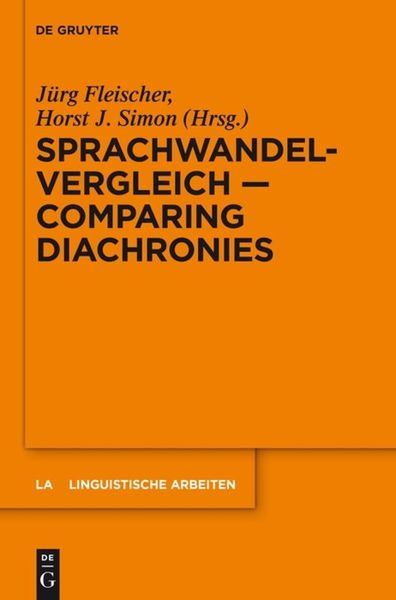 DE GRUYTER
Jürg Fleischer,
Horst J. Simon (Hrsg.)
SPRACHWANDEL-
VERGLEICH —
COMPARING
DIACHRONIES
LA LINGUISTISCHE ARBEITEN
DE
G